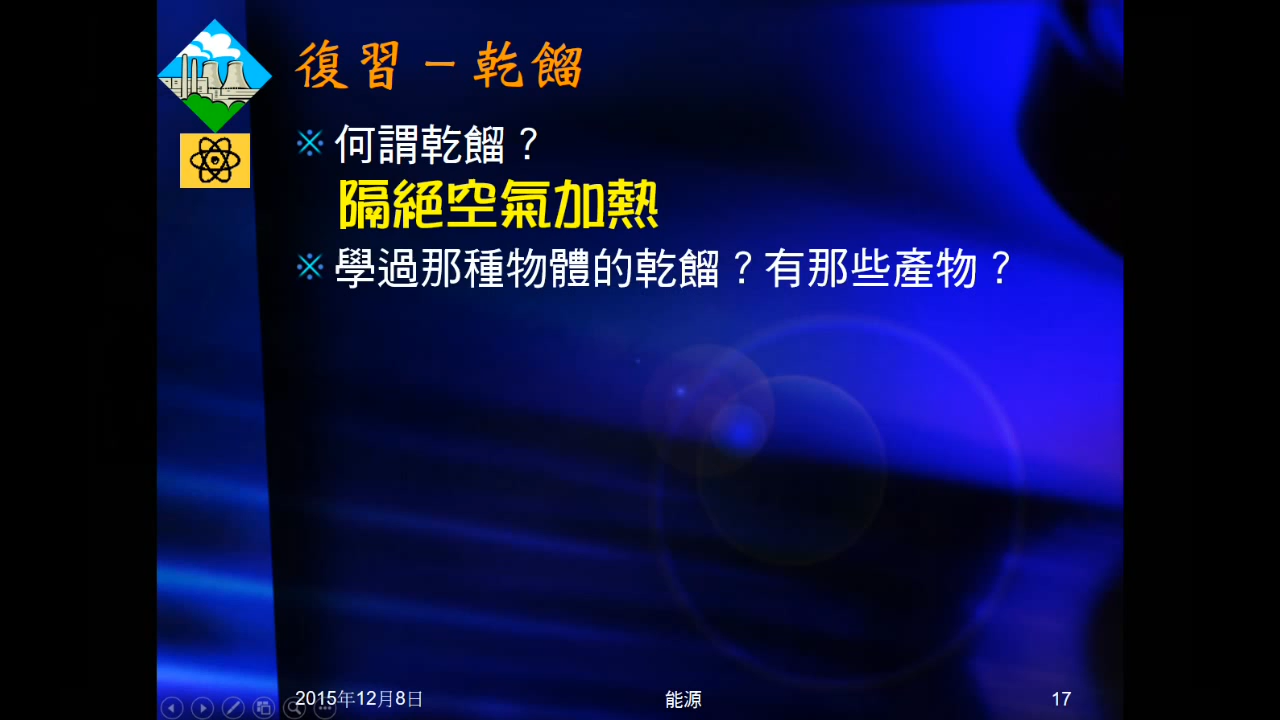 復習－乾餾
※何謂乾餾？
隔絕空氣加熱
※學過那種物體的乾餾？有那些產物？
2015年12月8日 能源 17